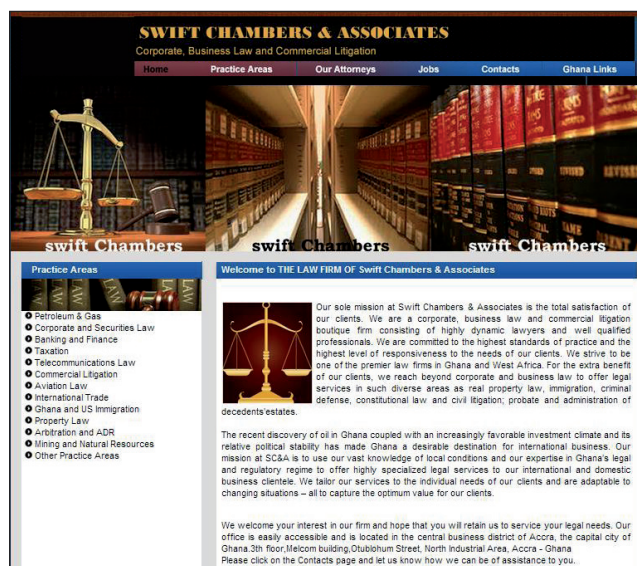 SWIFT CHAMBERS & ASSOCIATES
Corporate, Business Law and Commercial Litigation
Home Practice Areas Our Attorneys Jobs Contacts Ghana Links
swift Chambers swift Chambers swift Chambers
Practice Areas
LAW LAW LAW
Petroleum & Gas
Corporate and Securities Law
Banking and Finance
Taxation
Telecommunications Law
Commercial Litigation
Aviation Law
International Trade
Ghana and US Immigration
Property Law
Arbitration and ADR
Mining and Natural Resources
Other Practice Areas
Welcome to THE LAW FIRM OF Swift Chambers & Associates
Our sole mission at Swift Chambers & Associates is the total satisfaction of
our clients. We are a corporate, business law and commercial litigation
boutique firm consisting of highly dynamic lawyers and well qualified
professionals. We are committed to the highest standards of practice and the
highest level of responsiveness to the needs of our clients. We strive to be
one of the premier law firms in Ghana and West Africa. For the extra benefit
of our clients, we reach beyond corporate and business law to offer legal
services in such diverse areas as real property law, immigration, criminal
defense, constitutional law and civil litigation; probate and administration of
decedents'estates.
The recent discovery of oil in Ghana coupled with an increasingly favorable investment climate and its
relative political stability has made Ghana a desirable destination for international business. Our
mission at SC&A is to use our vast knowledge of local conditions and our expertise in Ghana's legal
and regulatory regime to offer highly specialized legal services to our international and domestic
business clientele. We tailor our services to the individual needs of our clients and are adaptable to
changing situations – all to capture the optimum value for our clients.
We welcome your interest in our firm and hope that you will retain us to service your legal needs. Our
office is easily accessible and is located in the central business district of Accra, the capital city of
Ghana.3th floor,Melcom building,Otublohum Street, North Industrial Area, Accra - Ghana
Please click on the Contacts page and let us know how we can be of assistance to you.